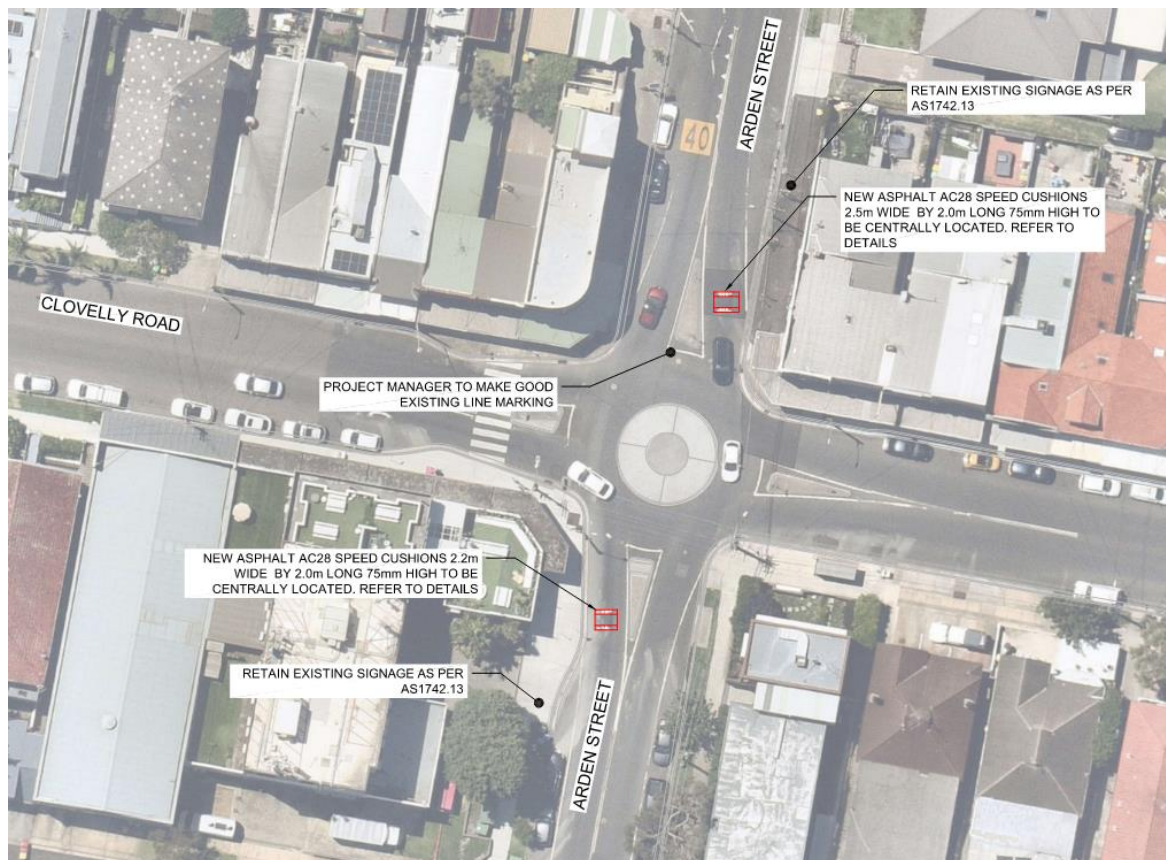 ARDEN STREET
RETAIN EXISTING SIGNAGE AS PER
AS1742.13
40
NEW ASPHALT AC28 SPEED CUSHIONS
2.5m WIDE BY 2.0m LONG 75mm HIGH TO
BE CENTRALLY LOCATED. REFER TO
DETAILS
CLOVELLY ROAD
PROJECT MANAGER TO MAKE GOOD
EXISTING LINE MARKING
NEW ASPHALT AC28 SPEED CUSHIONS 2.2m
WIDE BY 2.0m LONG 75mm HIGH TO BE
CENTRALLY LOCATED. REFER TO DETAILS
RETAIN EXISTING SIGNAGE AS PER
AS1742.13
ARDEN STREET